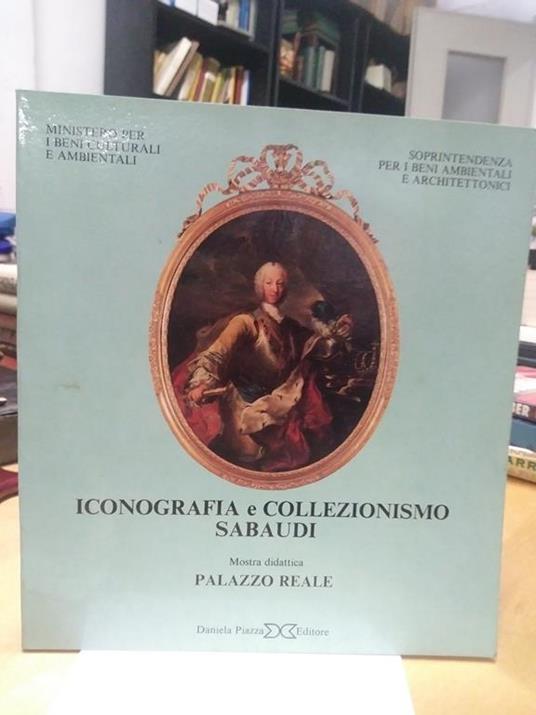 MINISTERO PER
I BENI CULTURALI
E AMBIENTALI
SOPRINTENDENZA
PER I BENI AMBIENTALI
E ARCHITETTONICI
ICONOGRAFIA e COLLEZIONISMO
SABAUDI
Mostra didattica
PALAZZO REALE
Daniela Piazza Editore